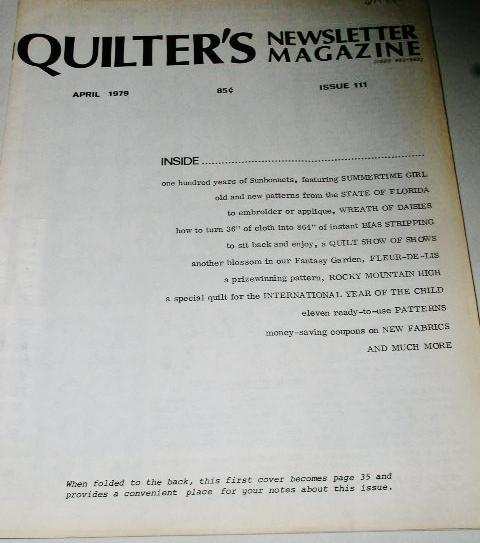 QUILTER'S NEWSLETTER MAGAZINE
APRIL 1979 85¢ ISSUE 111
INSIDE
one hundred years of Sunbonnets, featuring SUMMERTIME GIRL
old and new patterns from the STATE OF FLORIDA
to embroider or applique, WREATH OF DAISIES
how to turn 36" of cloth into 864" of instant BIAS STRIPPING
to sit back and enjoy, a QUILT SHOW OF SHOWS
another blossom in our Fantasy Garden, FLEUR-DE-LIS
a prizewinning pattern, ROCKY MOUNTAIN HIGH
a special quilt for the INTERNATIONAL YEAR OF THE CHILD
eleven ready-to-use PATTERNS
money-saving coupons on NEW FABRICS
AND MUCH MORE
When folded to the back, this first cover becomes page 35 and
provides a convenient place for your notes about this issue.